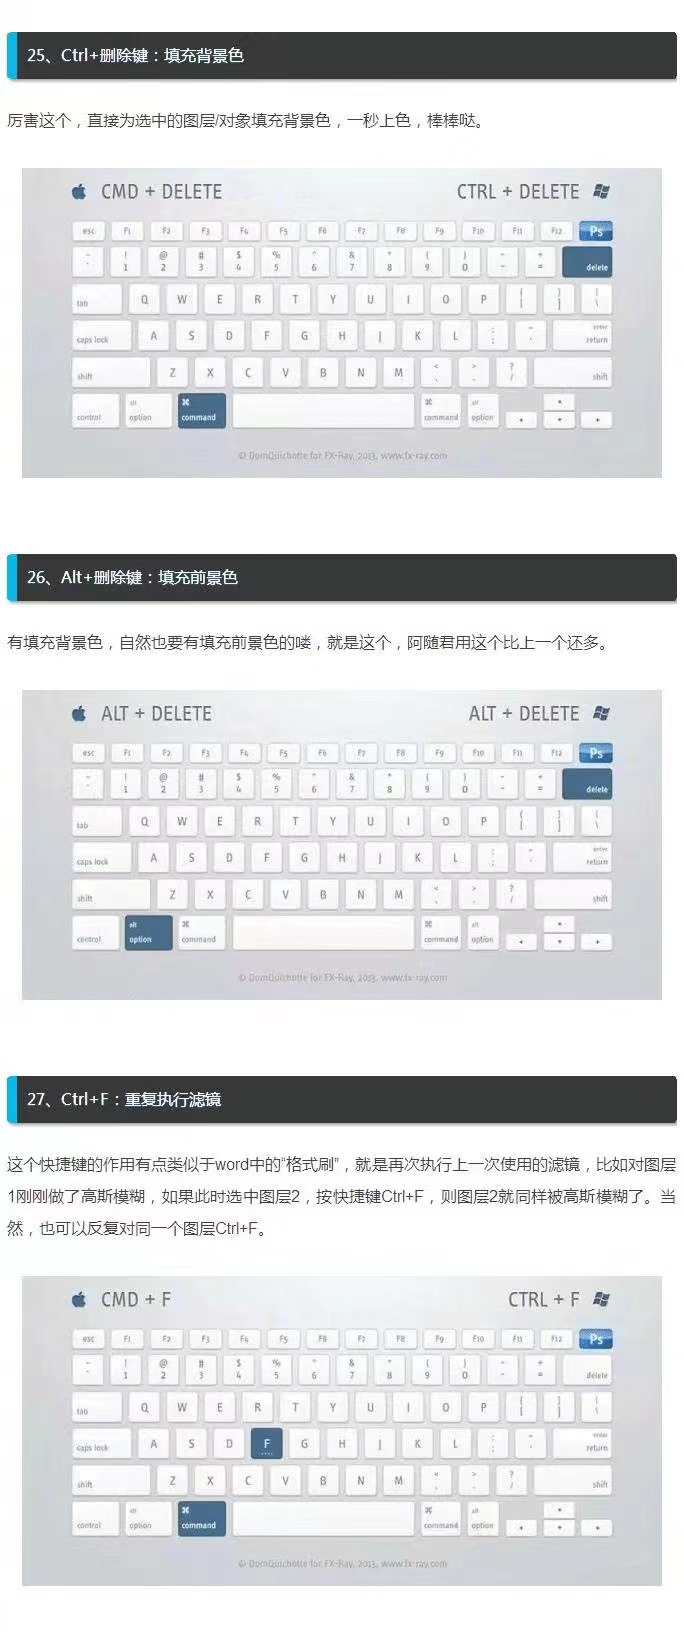 25、Ctrl+删除键：填充背景色
厉害这个，直接为选中的图层/对象填充背景色，一秒上色，棒棒哒。
CMD + DELETE CTRL + DELETE
esc F1 F2 F3 F4 F5 F6 F7 F8 F9 F10 F11 F12 Ps
~ ! @ # $ % ^ & * ( ) - +
` 1 2 3 4 5 6 7 8 9 0 - = delete
tab Q W E R T Y U I O P { [ } ] | \
caps lock A S D F G H J K L : ; " ' enter return
shift Z X C V B N M < , > . ? / shift
control alt option ⌘ command ⌘ command alt option
© DomQuichotte for FX-Ray, 2013, www.fx-ray.com
26、Alt+删除键：填充前景色
有填充背景色，自然也要有填充前景色的喽，就是这个，阿随君用这个比上一个还多。
ALT + DELETE ALT + DELETE
esc F1 F2 F3 F4 F5 F6 F7 F8 F9 F10 F11 F12 Ps
~ ! @ # $ % ^ & * ( ) - +
` 1 2 3 4 5 6 7 8 9 0 - = delete
tab Q W E R T Y U I O P { [ } ] | \
caps lock A S D F G H J K L : ; " ' enter return
shift Z X C V B N M < , > . ? / shift
control alt option ⌘ command ⌘ command alt option
© DomQuichotte for FX-Ray, 2013, www.fx-ray.com
27、Ctrl+F：重复执行滤镜
这个快捷键的作用有点类似于word中的“格式刷”，就是再次执行上一次使用的滤镜，比如对图层
1刚刚做了高斯模糊，如果此时选中图层2，按快捷键Ctrl+F，则图层2就同样被高斯模糊了。当
然，也可以反复对同一个图层Ctrl+F。
CMD + F CTRL + F
esc F1 F2 F3 F4 F5 F6 F7 F8 F9 F10 F11 F12 Ps
~ ! @ # $ % ^ & * ( ) - +
` 1 2 3 4 5 6 7 8 9 0 - = delete
tab Q W E R T Y U I O P { [ } ] | \
caps lock A S D F G H J K L : ; " ' enter return
shift Z X C V B N M < , > . ? / shift
control alt option ⌘ command ⌘ command alt option
© DomQuichotte for FX-Ray, 2013, www.fx-ray.com